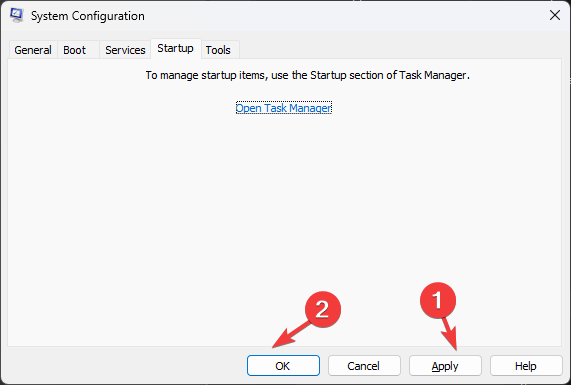 System Configuration
General Boot Services Startup Tools
To manage startup items, use the Startup section of Task Manager.
Open Task Manager
2 1
OK Cancel Apply Help